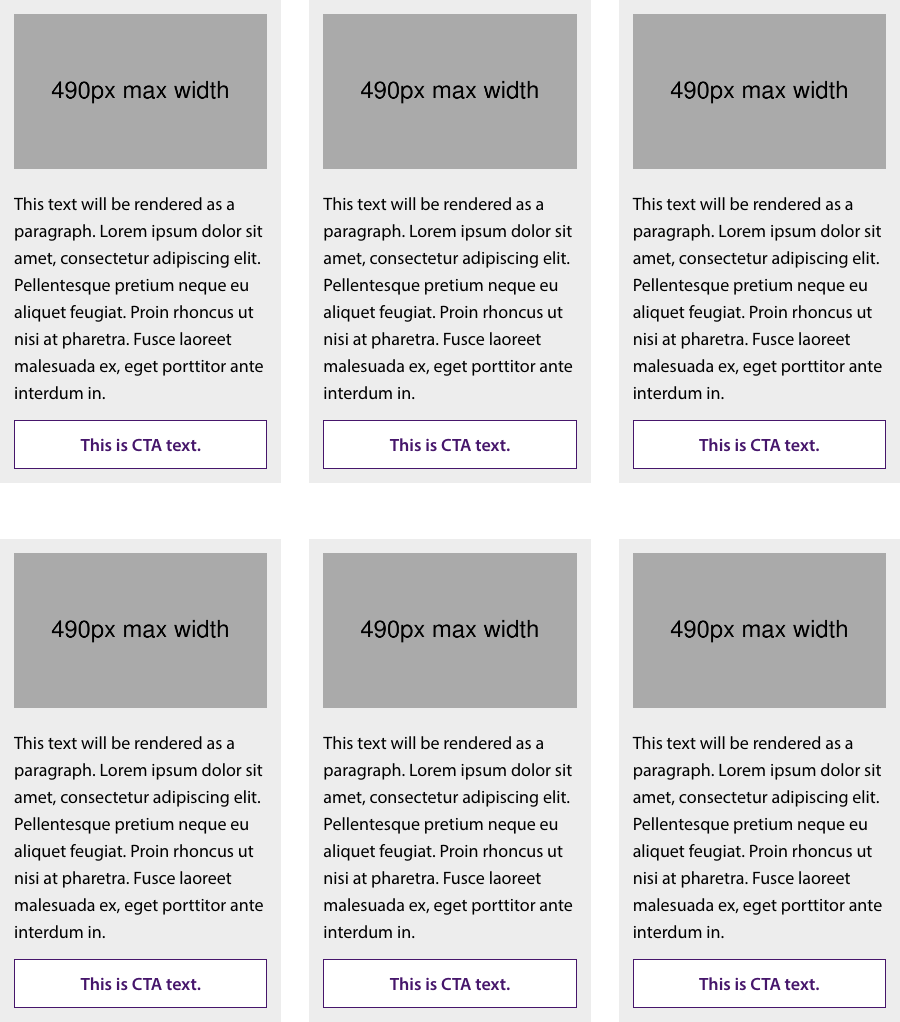 490px max width
This text will be rendered as a
paragraph. Lorem ipsum dolor sit
amet, consectetur adipiscing elit.
Pellentesque pretium neque eu
aliquet feugiat. Proin rhoncus ut
nisi at pharetra. Fusce laoreet
malesuada ex, eget porttitor ante
interdum in.
This is CTA text.
490px max width
This text will be rendered as a
paragraph. Lorem ipsum dolor sit
amet, consectetur adipiscing elit.
Pellentesque pretium neque eu
aliquet feugiat. Proin rhoncus ut
nisi at pharetra. Fusce laoreet
malesuada ex, eget porttitor ante
interdum in.
This is CTA text.
490px max width
This text will be rendered as a
paragraph. Lorem ipsum dolor sit
amet, consectetur adipiscing elit.
Pellentesque pretium neque eu
aliquet feugiat. Proin rhoncus ut
nisi at pharetra. Fusce laoreet
malesuada ex, eget porttitor ante
interdum in.
This is CTA text.
490px max width
This text will be rendered as a
paragraph. Lorem ipsum dolor sit
amet, consectetur adipiscing elit.
Pellentesque pretium neque eu
aliquet feugiat. Proin rhoncus ut
nisi at pharetra. Fusce laoreet
malesuada ex, eget porttitor ante
interdum in.
This is CTA text.
490px max width
This text will be rendered as a
paragraph. Lorem ipsum dolor sit
amet, consectetur adipiscing elit.
Pellentesque pretium neque eu
aliquet feugiat. Proin rhoncus ut
nisi at pharetra. Fusce laoreet
malesuada ex, eget porttitor ante
interdum in.
This is CTA text.
490px max width
This text will be rendered as a
paragraph. Lorem ipsum dolor sit
amet, consectetur adipiscing elit.
Pellentesque pretium neque eu
aliquet feugiat. Proin rhoncus ut
nisi at pharetra. Fusce laoreet
malesuada ex, eget porttitor ante
interdum in.
This is CTA text.